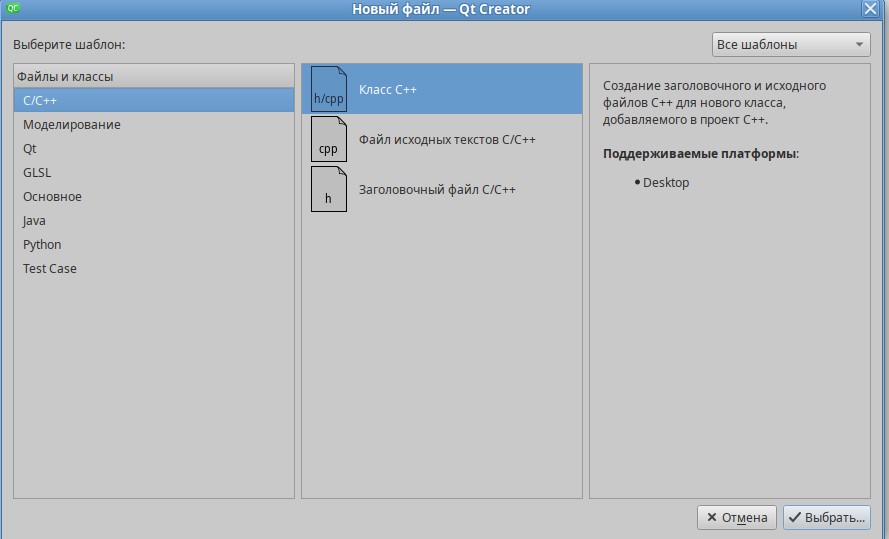 QC
Новый файл — Qt Creator
Выберите шаблон:
Все шаблоны
Файлы и классы
C/C++
Моделирование
Qt
GLSL
Основное
Java
Python
Test Case
h/cpp
Класс C++
cpp
Файл исходных текстов C/C++
h
Заголовочный файл C/C++
Создание заголовочного и исходного
файлов C++ для нового класса,
добавляемого в проект C++.
Поддерживаемые платформы:
• Desktop
Отмена
Выбрать...